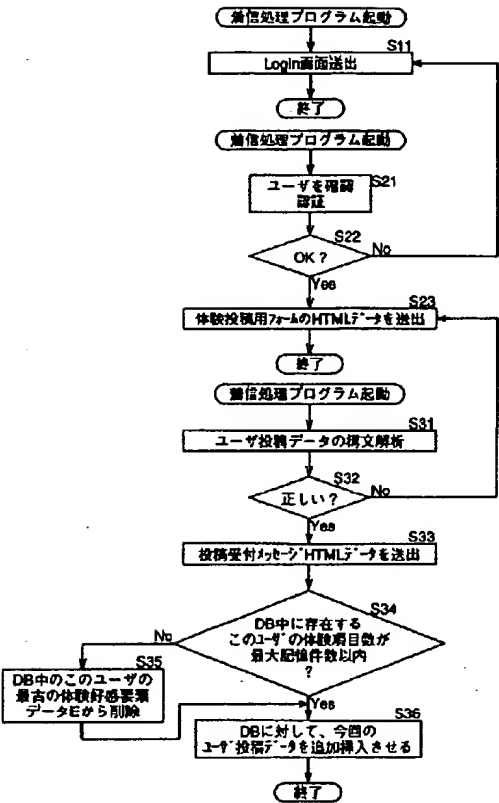 着信処理プログラム起動
S11
Login画面送出
終了
着信処理プログラム起動
S21
ユーザを確認
認証
S22
OK？
No
Yes
S23
体験投稿用フォームのHTMLデータを送出
終了
着信処理プログラム起動
S31
ユーザ投稿データの構文解析
S32
正しい？
No
Yes
S33
投稿受付メッセージHTMLデータを送出
S34
DB中に存在する
このユーザの体験項目数が
最大記憶件数以内
？
No
S35
DB中のこのユーザの
最古の体験好感要素
データEから削除
Yes
S36
DBに対して、今回の
ユーザ投稿データを追加挿入させる
終了